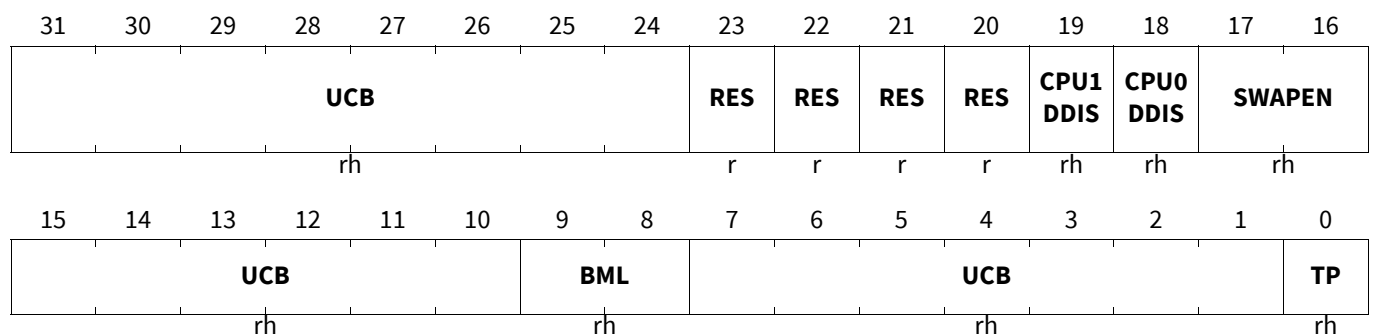 31 30 29 28 27 26 25 24 23 22 21 20 19 18 17 16
UCB RES RES RES RES CPU1 DDIS CPU0 DDIS SWAPEN
rh r r r r rh rh rh
15 14 13 12 11 10 9 8 7 6 5 4 3 2 1 0
UCB BML UCB TP
rh rh rh rh